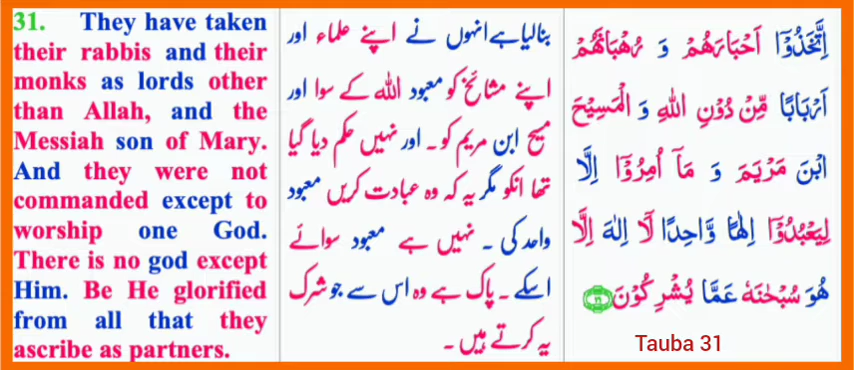 31. They have taken
their rabbis and their
monks as lords other
than Allah, and the
Messiah son of Mary.
And they were not
commanded except to
worship one God.
There is no god except
Him. Be He glorified
from all that they
ascribe as partners.
بنالیا ہے انہوں نے اپنے علماء اور
اپنے مشائخ کو معبود اللہ کے سوا اور
مسیح ابن مریم کو۔ اور نہیں حکم دیا گیا
تھا انکو مگر یہ کہ وہ عبادت کریں معبود
واحد کی ۔ نہیں ہے معبود سوائے
اسکے ۔ پاک ہے وہ اس سے جو شرک
یہ کرتے ہیں ۔
اِتَّخَذُوْۤا اَحْبَارَهُمْ وَ رُهْبَانَهُمْ
اَرْبَابًا مِّنْ دُوْنِ اللّٰهِ وَ الْمَسِيْحَ
ابْنَ مَرْيَمَ وَ مَاۤ اُمِرُوْۤا اِلَّا
لِيَعْبُدُوْۤا اِلٰهًا وَّاحِدًا لَاۤ اِلٰهَ اِلَّا
هُوَ سُبْحٰنَهٗ عَمَّا يُشْرِكُوْنَ ۳۱
Tauba 31